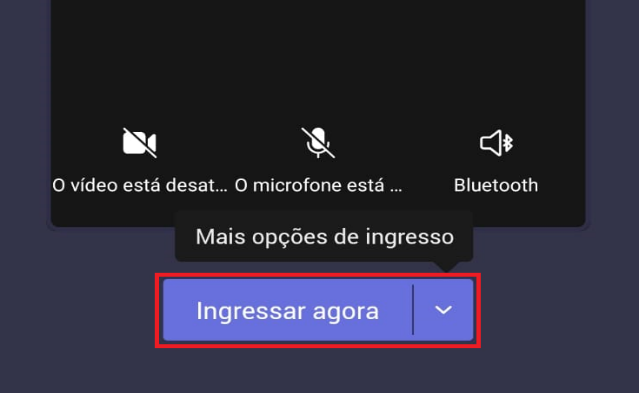 O vídeo está desat... O microfone está ... Bluetooth
Mais opções de ingresso
Ingressar agora